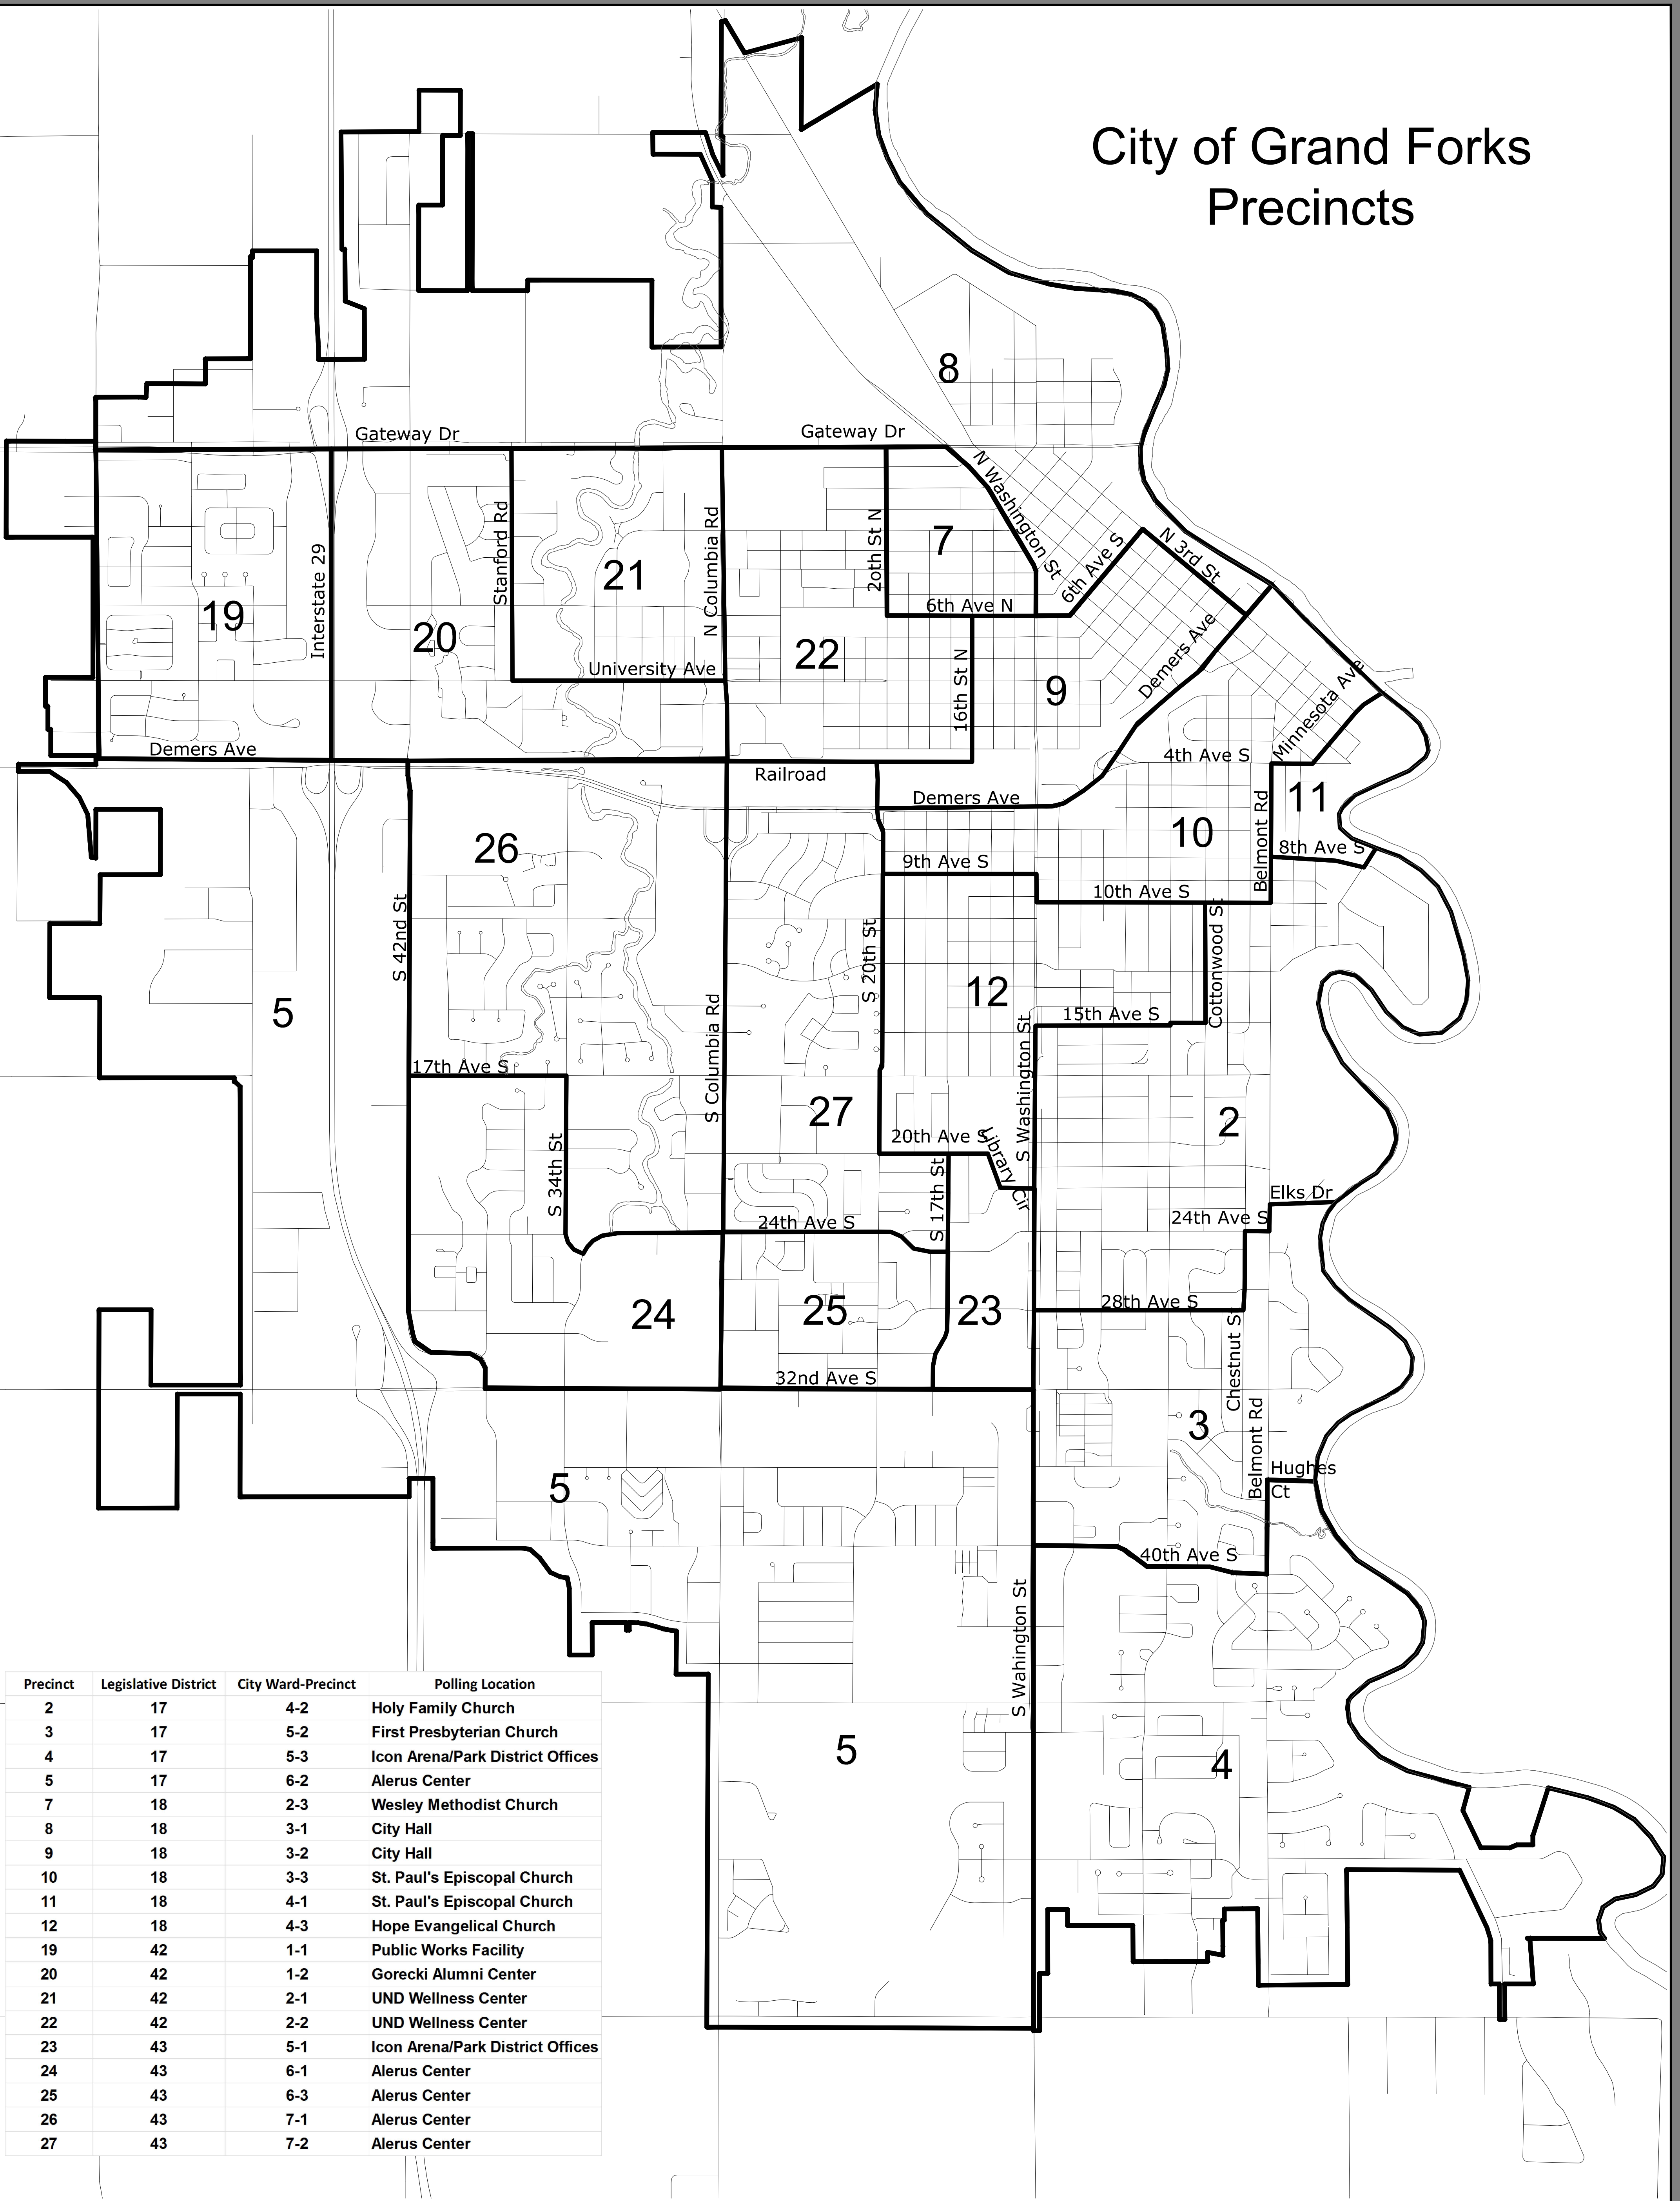 City of Grand Forks
Precincts
8
Gateway Dr
Gateway Dr
N Washington St
Stanford Rd
N Columbia Rd
2oth St N
7
6th Ave S
N 3rd St
Interstate 29
21
19
20
6th Ave N
Demers Ave
University Ave
22
16th St N
9
Minnesota Ave
Demers Ave
Railroad
4th Ave S
Demers Ave
11
26
10
Belmont Rd
9th Ave S
8th Ave S
10th Ave S
S 42nd St
S 20th St
Cottonwood St
5
12
15th Ave S
S Columbia Rd
S Washington St
17th Ave S
27
2
20th Ave S
Library Cir
S 34th St
S 17th St
Elks Dr
24th Ave S
24th Ave S
24
25
23
28th Ave S
Chestnut St
32nd Ave S
3
Belmont Rd
5
Hughes
Ct
40th Ave S
S Wahington St
5
4
Precinct Legislative District City Ward-Precinct Polling Location
2 17 4-2 Holy Family Church
3 17 5-2 First Presbyterian Church
4 17 5-3 Icon Arena/Park District Offices
5 17 6-2 Alerus Center
7 18 2-3 Wesley Methodist Church
8 18 3-1 City Hall
9 18 3-2 City Hall
10 18 3-3 St. Paul's Episcopal Church
11 18 4-1 St. Paul's Episcopal Church
12 18 4-3 Hope Evangelical Church
19 42 1-1 Public Works Facility
20 42 1-2 Gorecki Alumni Center
21 42 2-1 UND Wellness Center
22 42 2-2 UND Wellness Center
23 43 5-1 Icon Arena/Park District Offices
24 43 6-1 Alerus Center
25 43 6-3 Alerus Center
26 43 7-1 Alerus Center
27 43 7-2 Alerus Center